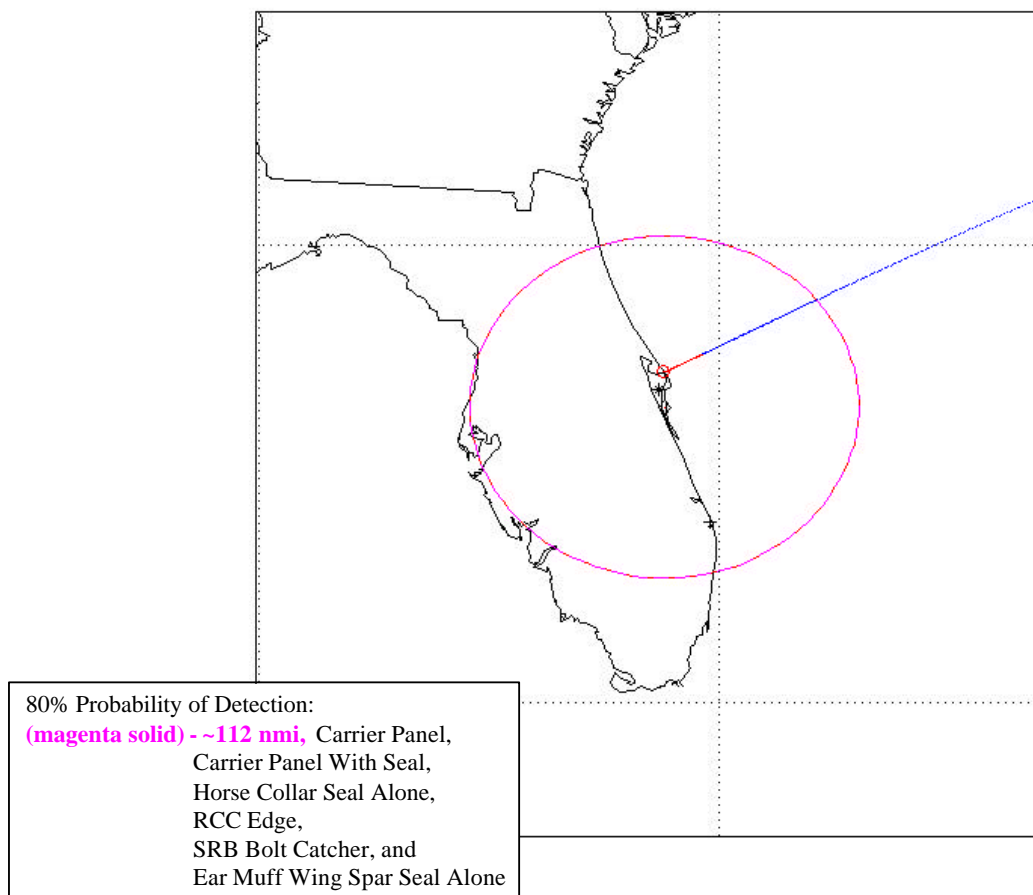 80% Probability of Detection:
(magenta solid) - ~112 nmi, Carrier Panel,
Carrier Panel With Seal,
Horse Collar Seal Alone,
RCC Edge,
SRB Bolt Catcher, and
Ear Muff Wing Spar Seal Alone